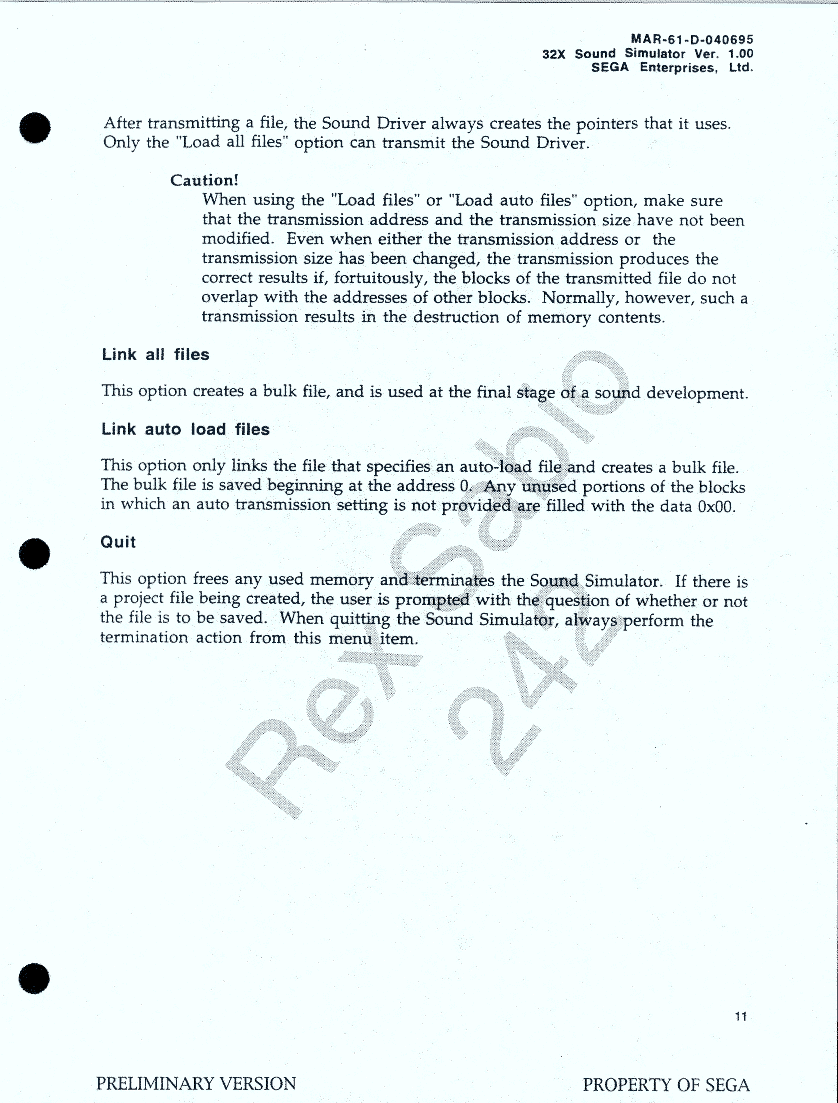 MAR-61-D-040695
32X Sound Simulator Ver. 1.00
SEGA Enterprises, Ltd.
After transmitting a file, the Sound Driver always creates the pointers that it uses.
Only the "Load all files" option can transmit the Sound Driver.
Caution!
When using the "Load files" or "Load auto files" option, make sure
that the transmission address and the transmission size have not been
modified. Even when either the transmission address or the
transmission size has been changed, the transmission produces the
correct results if, fortuitously, the blocks of the transmitted file do not
overlap with the addresses of other blocks. Normally, however, such a
transmission results in the destruction of memory contents.
Link all files
This option creates a bulk file, and is used at the final stage of a sound development.
Link auto load files
This option only links the file that specifies an auto-load file and creates a bulk file.
The bulk file is saved beginning at the address 0. Any unused portions of the blocks
in which an auto transmission setting is not provided are filled with the data 0x00.
Quit
This option frees any used memory and terminates the Sound Simulator. If there is
a project file being created, the user is prompted with the question of whether or not
the file is to be saved. When quitting the Sound Simulator, always perform the
termination action from this menu item.
Rex Sabio
242
11
PRELIMINARY VERSION
PROPERTY OF SEGA